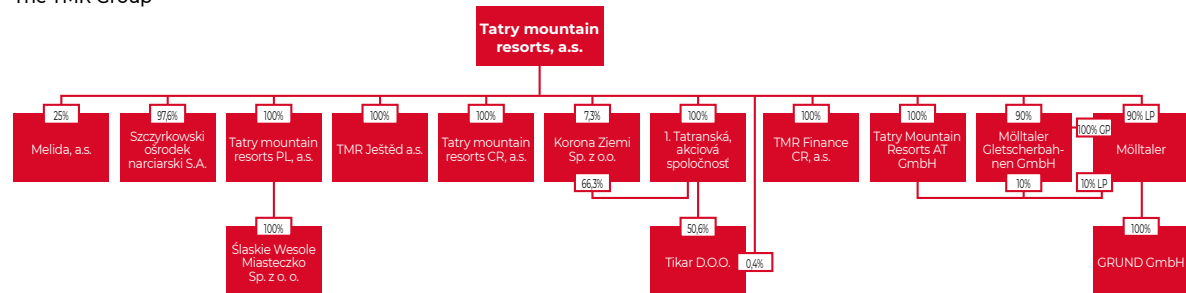 The TMR Group
Tatry mountain
resorts, a.s.
25%
97,6%
100%
100%
100%
7,3%
100%
100%
100%
90%
90% LP
Melida, a.s.
Szczyrkowski
ośrodek
narciarski S.A.
Tatry mountain
resorts PL, a.s.
TMR Ještěd a.s.
Tatry mountain
resorts CR, a.s.
Korona Ziemi
Sp. z o.o.
1. Tatranská,
akciová
spoločnosť
TMR Finance
CR, a.s.
Tatry Mountain
Resorts AT
GmbH
Mölltaler
Gletscherbah-
nen GmbH
100% GP
Mölltaler
66,3%
10%
10% LP
100%
50,6%
100%
Ślaskie Wesole
Miasteczko
Sp. z o. o.
Tikar D.O.O.
0,4%
GRUND GmbH